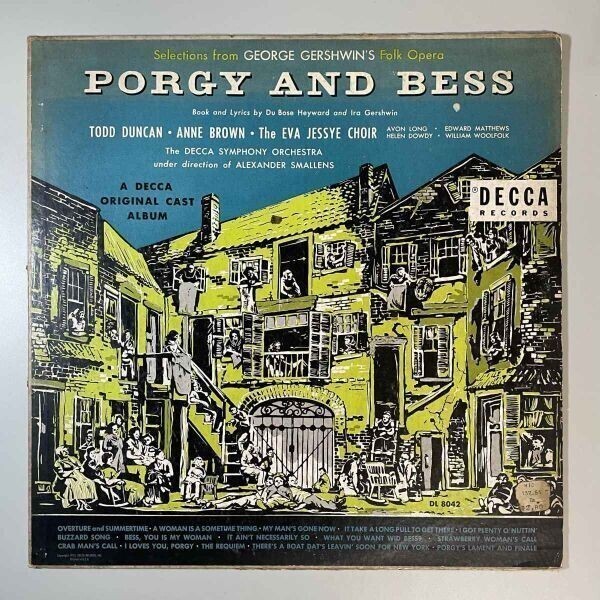 Selections from GEORGE GERSHWIN'S Folk Opera
PORGY AND BESS
Book and Lyrics by Du Bose Heyward and Ira Gershwin
TODD DUNCAN • ANNE BROWN • The EVA JESSYE CHOIR
AVON LONG • EDWARD MATTHEWS
HELEN DOWDY • WILLIAM WOOLFOLK
The DECCA SYMPHONY ORCHESTRA
under direction of ALEXANDER SMALLENS
A DECCA
ORIGINAL CAST
ALBUM
® DECCA
RECORDS
DL 8042
OVERTURE and SUMMERTIME • A WOMAN IS A SOMETIME THING • MY MAN'S GONE NOW • IT TAKE A LONG PULL TO GET THERE • I GOT PLENTY O' NUTTIN'
BUZZARD SONG • BESS, YOU IS MY WOMAN • IT AIN'T NECESSARILY SO • WHAT YOU WANT WID BESS? • STRAWBERRY WOMAN'S CALL
CRAB MAN'S CALL • I LOVES YOU, PORGY • THE REQUIEM • THERE'S A BOAT DAT'S LEAVIN' SOON FOR NEW YORK • PORGY'S LAMENT AND FINALE